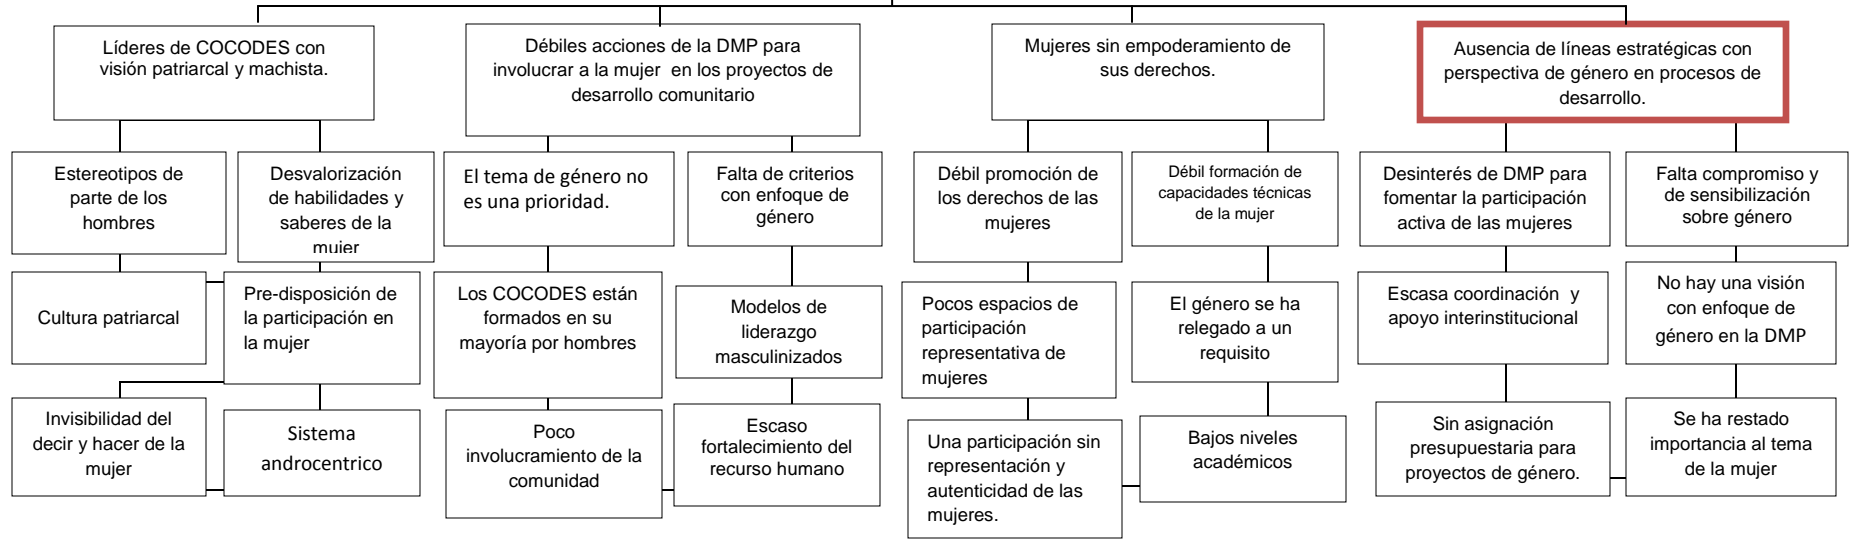 Líderes de COCODES con
visión patriarcal y machista.
Débiles acciones de la DMP para
involucrar a la mujer en los proyectos de
desarrollo comunitario
Mujeres sin empoderamiento de
sus derechos.
Ausencia de líneas estratégicas con
perspectiva de género en procesos de
desarrollo.
Estereotipos de
parte de los
hombres
Desvalorización
de habilidades y
saberes de la
mujer
El tema de género no
es una prioridad.
Falta de criterios
con enfoque de
género
Débil promoción de
los derechos de las
mujeres
Débil formación de
capacidades técnicas
de la mujer
Desinterés de DMP para
fomentar la participación
activa de las mujeres
Falta compromiso y
de sensibilización
sobre género
Cultura patriarcal
Pre-disposición de
la participación en
la mujer
Los COCODES están
formados en su
mayoría por hombres
Modelos de
liderazgo
masculinizados
Pocos espacios de
participación
representativa de
mujeres
El género se ha
relegado a un
requisito
Escasa coordinación y
apoyo interinstitucional
No hay una visión
con enfoque de
género en la DMP
Invisibilidad del
decir y hacer de la
mujer
Sistema
androcentrico
Poco
involucramiento de la
comunidad
Escaso
fortalecimiento del
recurso humano
Una participación sin
representación y
autenticidad de las
mujeres.
Bajos niveles
académicos
Sin asignación
presupuestaria para
proyectos de género.
Se ha restado
importancia al tema
de la mujer